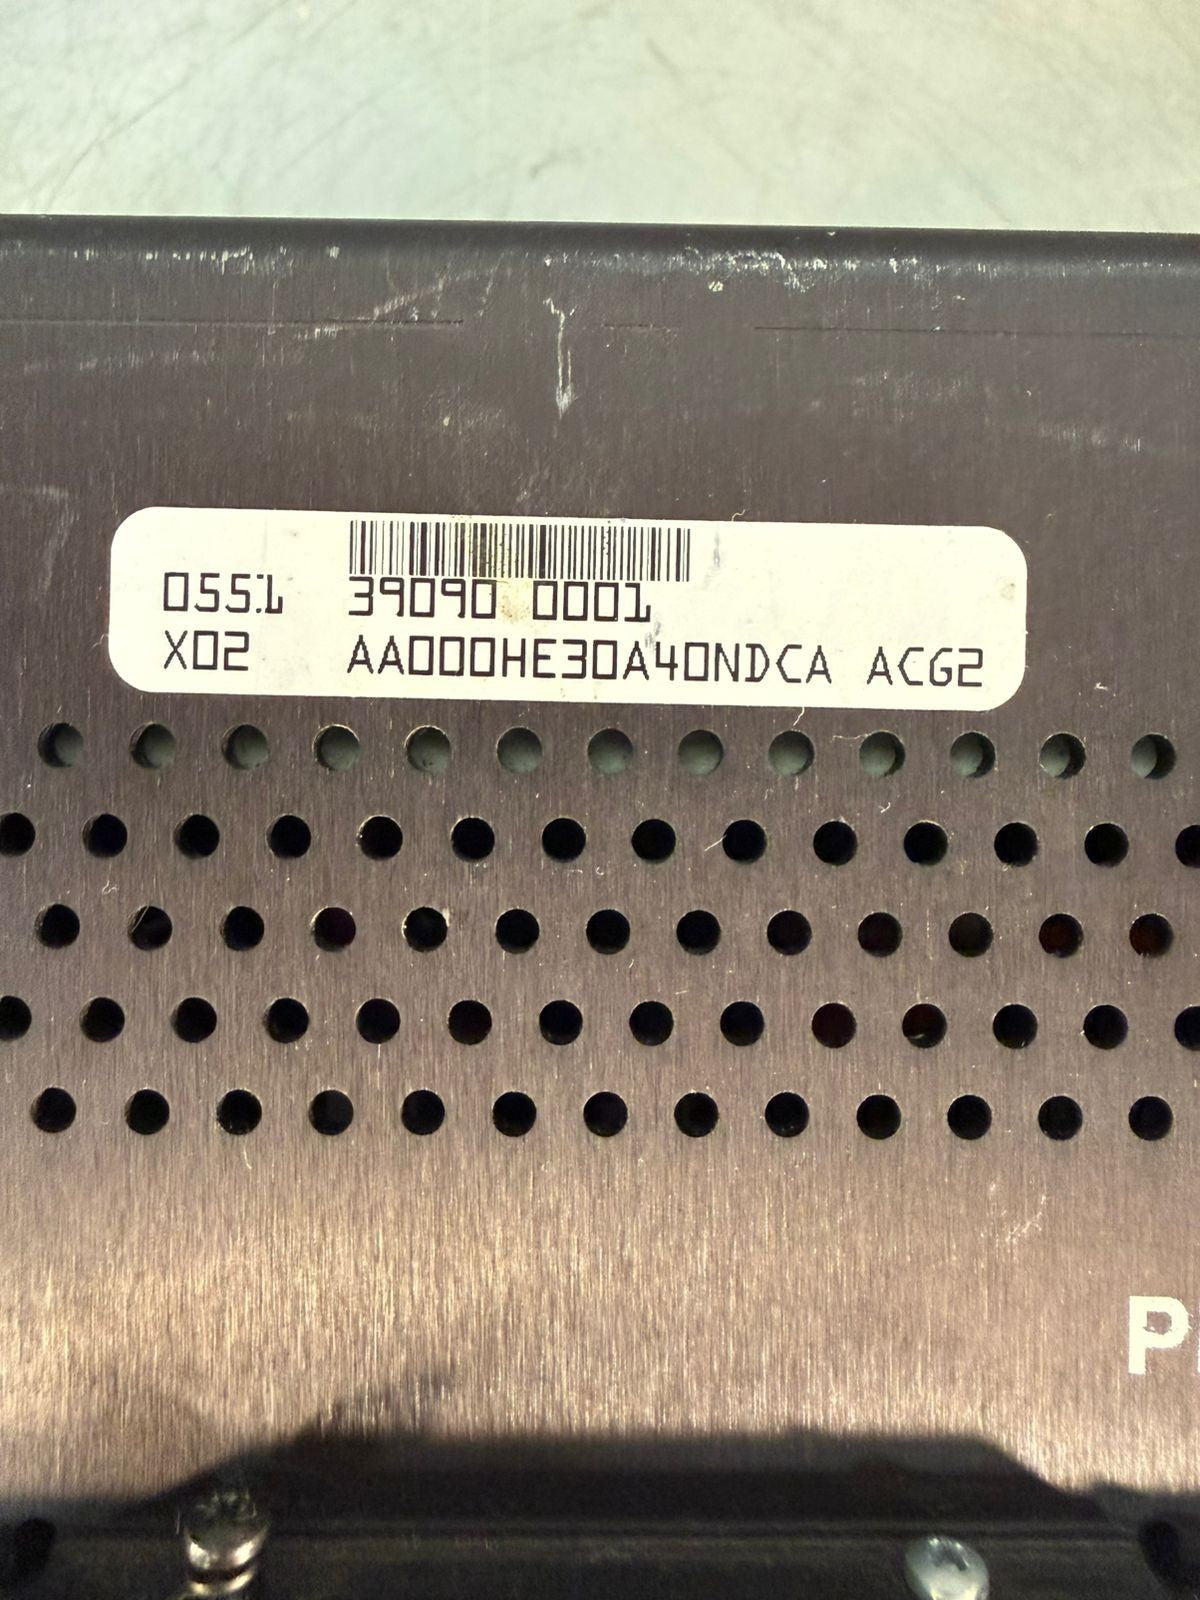 0551 39090 0001
X02 AA000HE30A40NDCA ACG2
P